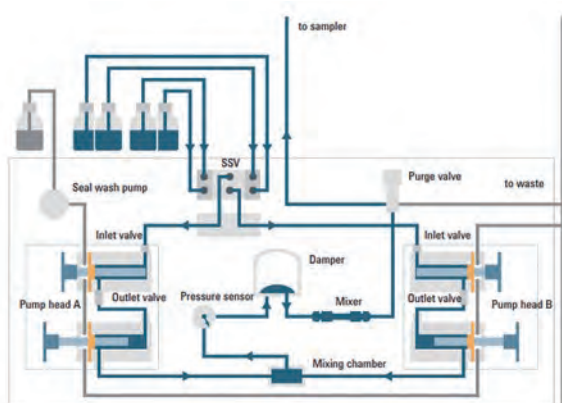 to sampler
SSV
Purge valve
Seal wash pump
to waste
Inlet valve
Inlet valve
Damper
Pump head A
Outlet valve
Pressure sensor
Mixer
Outlet valve
Pump head B
Mixing chamber